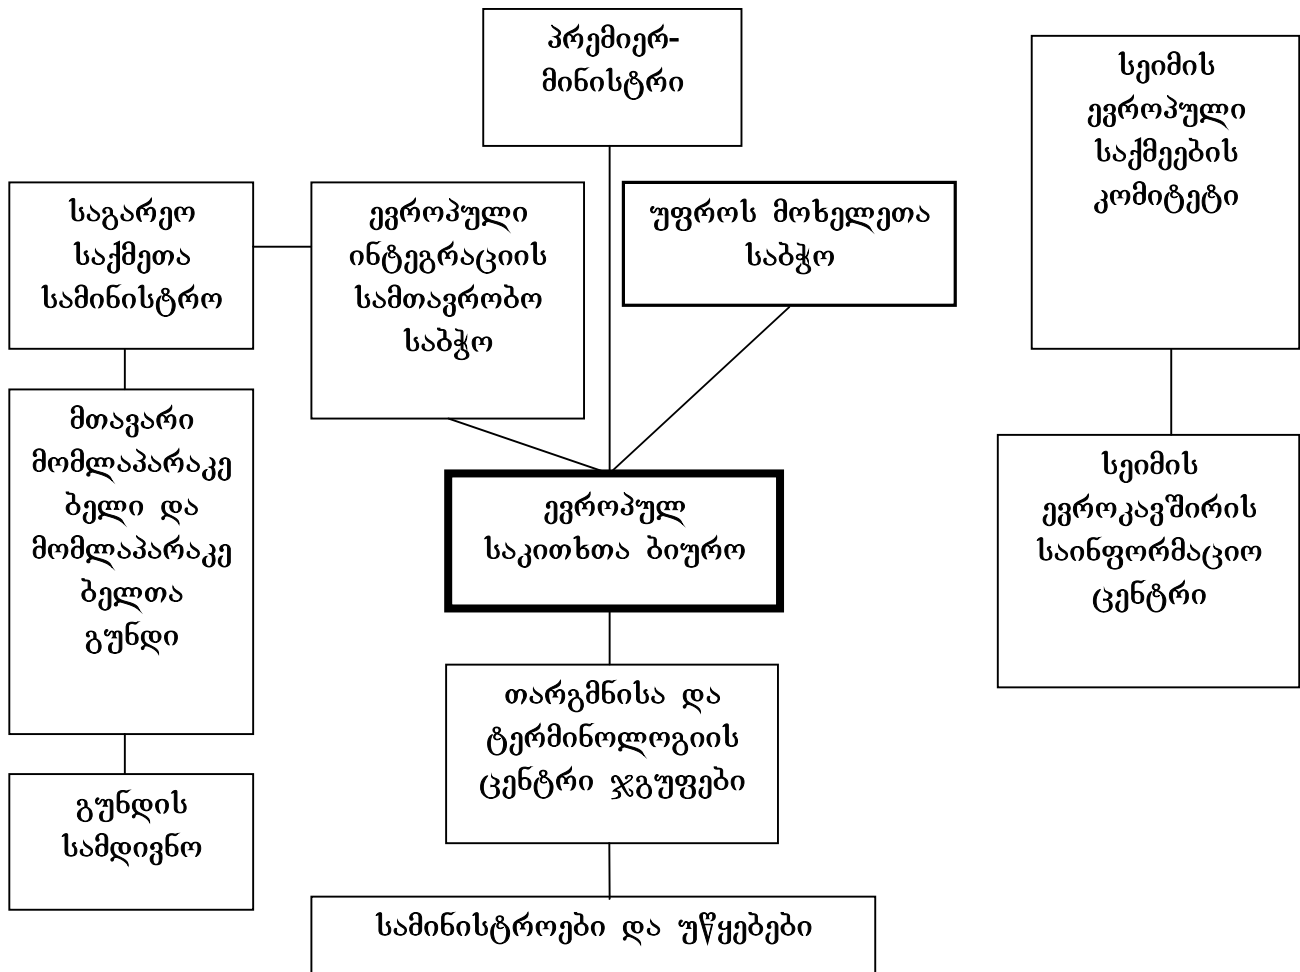 პრემიერ-
მინისტრი
სეიმის
ევროპული
საქმეების
კომიტეტი
საგარეო
საქმეთა
სამინისტრო
ევროპული
ინტეგრაციის
სამთავრობო
საბჭო
უფროს მოხელეთა
საბჭო
მთავარი
მომლაპარაკე
ბელი და
მომლაპარაკე
ბელთა
გუნდი
ევროპულ
საკითხთა ბიურო
სეიმის
ევროკავშირის
საინფორმაციო
ცენტრი
თარგმნისა და
ტერმინოლოგიის
ცენტრი ჯგუფები
გუნდის
სამდივნო
სამინისტროები და უწყებები